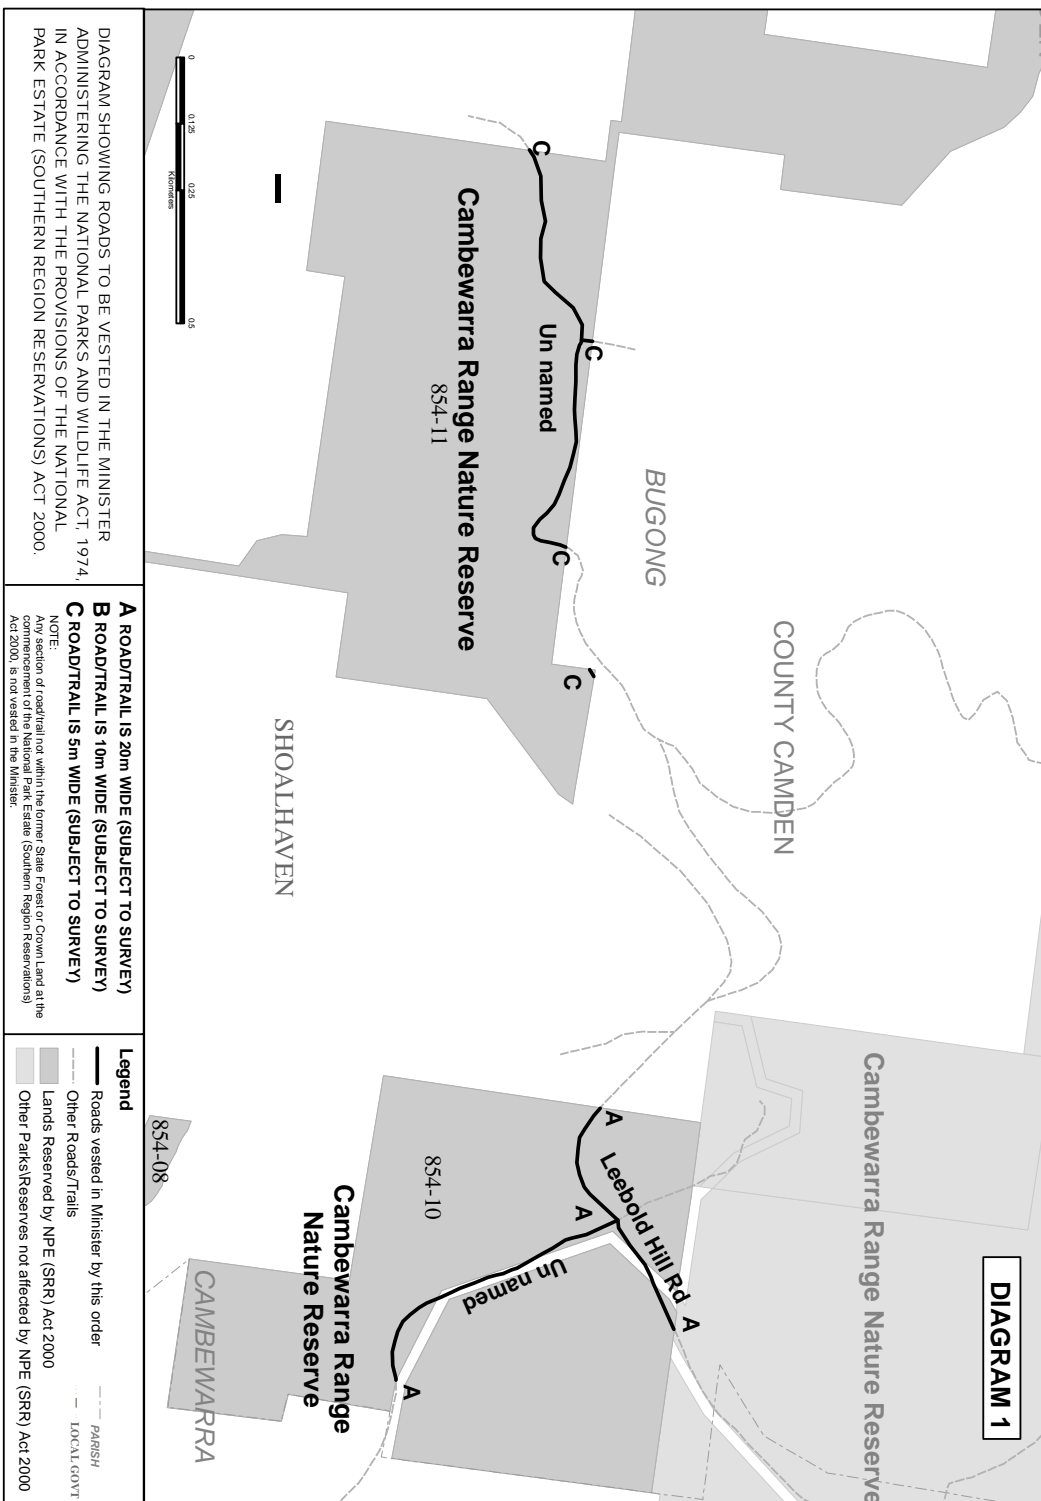 DIAGRAM 1
COUNTY CAMDEN
BUGONG
Cambewarra Range Nature Reserve
C
C
C
C
Un named
Cambewarra Range Nature Reserve
854-11
SHOALHAVEN
A
Leebold Hill Rd
A
A
Un named
A
854-10
Cambewarra Range
Nature Reserve
CAMBEWARRA
854-08
0
0.125
0.25
0.5
Kilometers
DIAGRAM SHOWING ROADS TO BE VESTED IN THE MINISTER
ADMINISTERING THE NATIONAL PARKS AND WILDLIFE ACT, 1974,
IN ACCORDANCE WITH THE PROVISIONS OF THE NATIONAL
PARK ESTATE (SOUTHERN REGION RESERVATIONS) ACT 2000.
A ROAD/TRAIL IS 20m WIDE (SUBJECT TO SURVEY)
B ROAD/TRAIL IS 10m WIDE (SUBJECT TO SURVEY)
C ROAD/TRAIL IS 5m WIDE (SUBJECT TO SURVEY)
NOTE:
Any section of road/trail not within the former State Forest or Crown Land at the
commencement of the National Park Estate (Southern Region Reservations)
Act 2000, is not vested in the Minister.
Legend
Roads vested in Minister by this order
Other Roads/Trails
Lands Reserved by NPE (SRR) Act 2000
Other Parks\Reserves not affected by NPE (SRR) Act 2000
PARISH
LOCAL GOVT